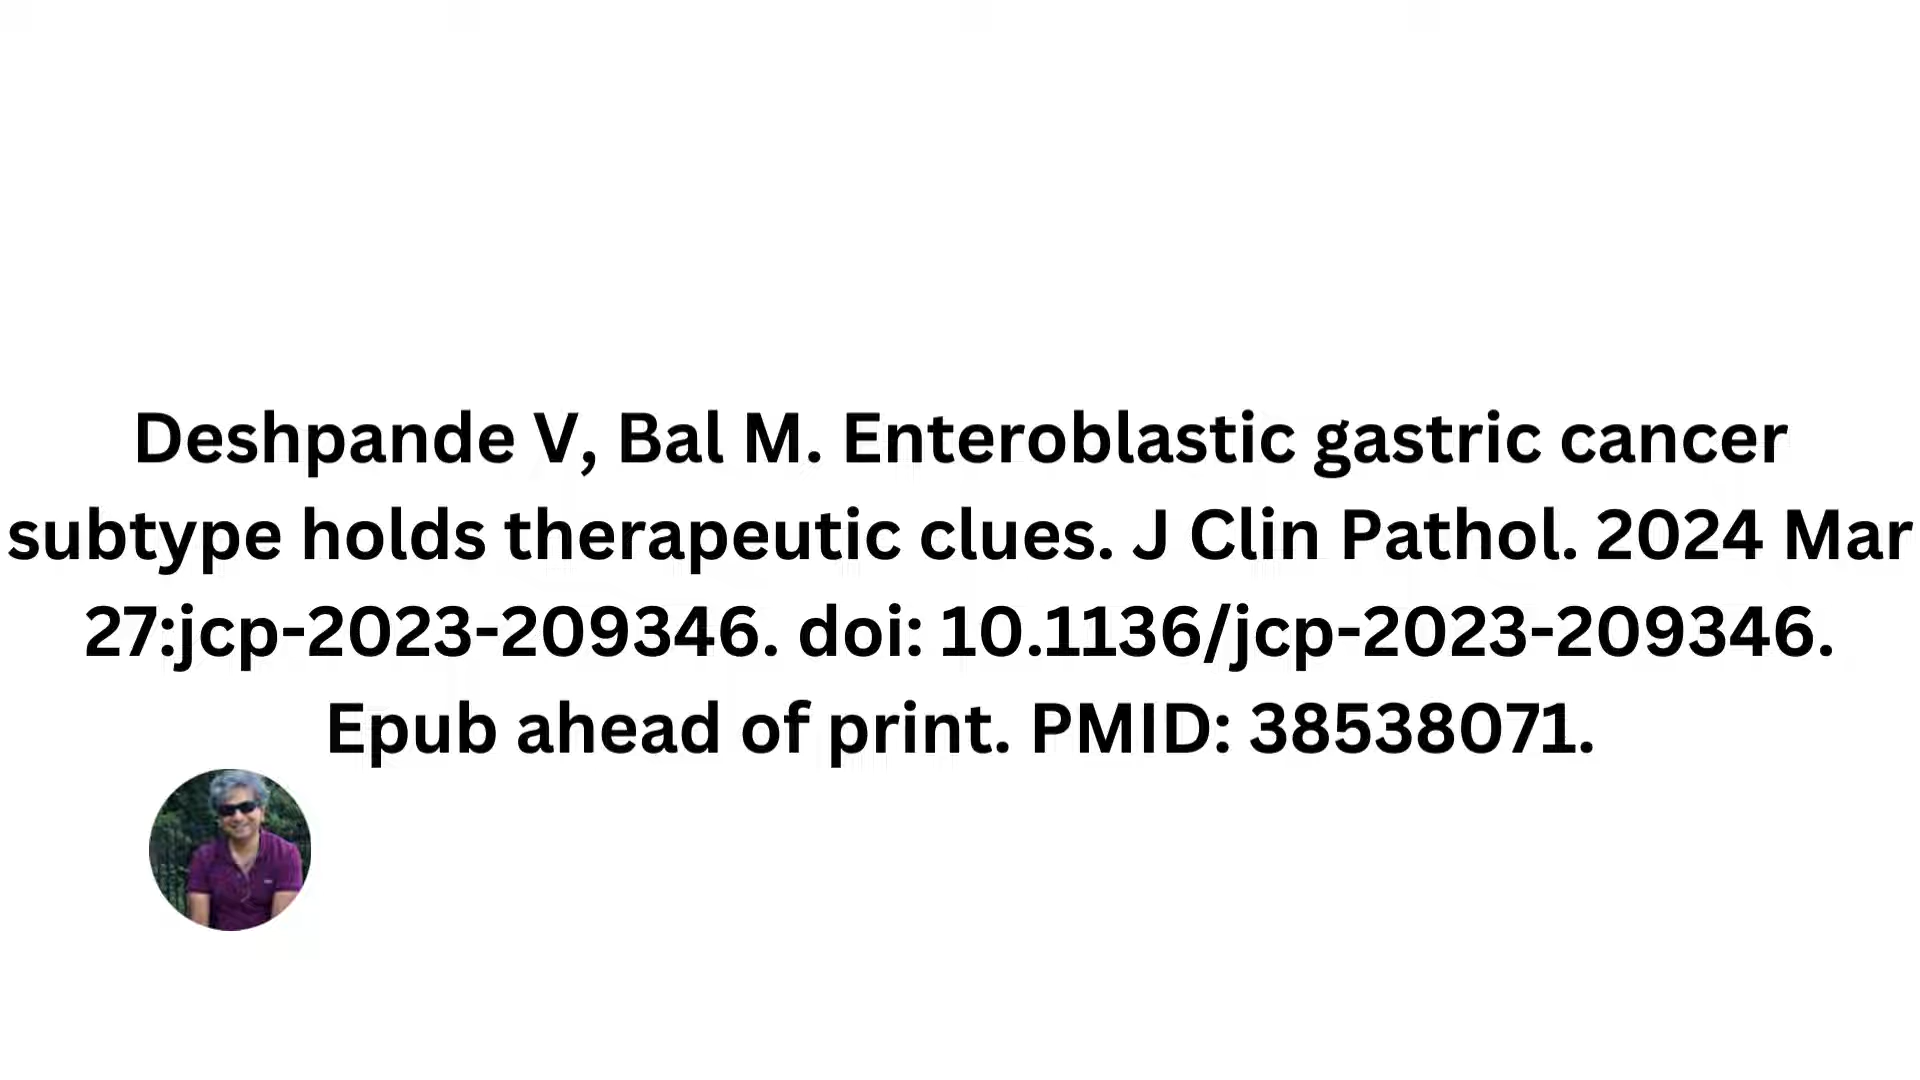 Deshpande V, Bal M. Enteroblastic gastric cancer
subtype holds therapeutic clues. J Clin Pathol. 2024 Mar
27:jcp-2023-209346. doi: 10.1136/jcp-2023-209346.
Epub ahead of print. PMID: 38538071.